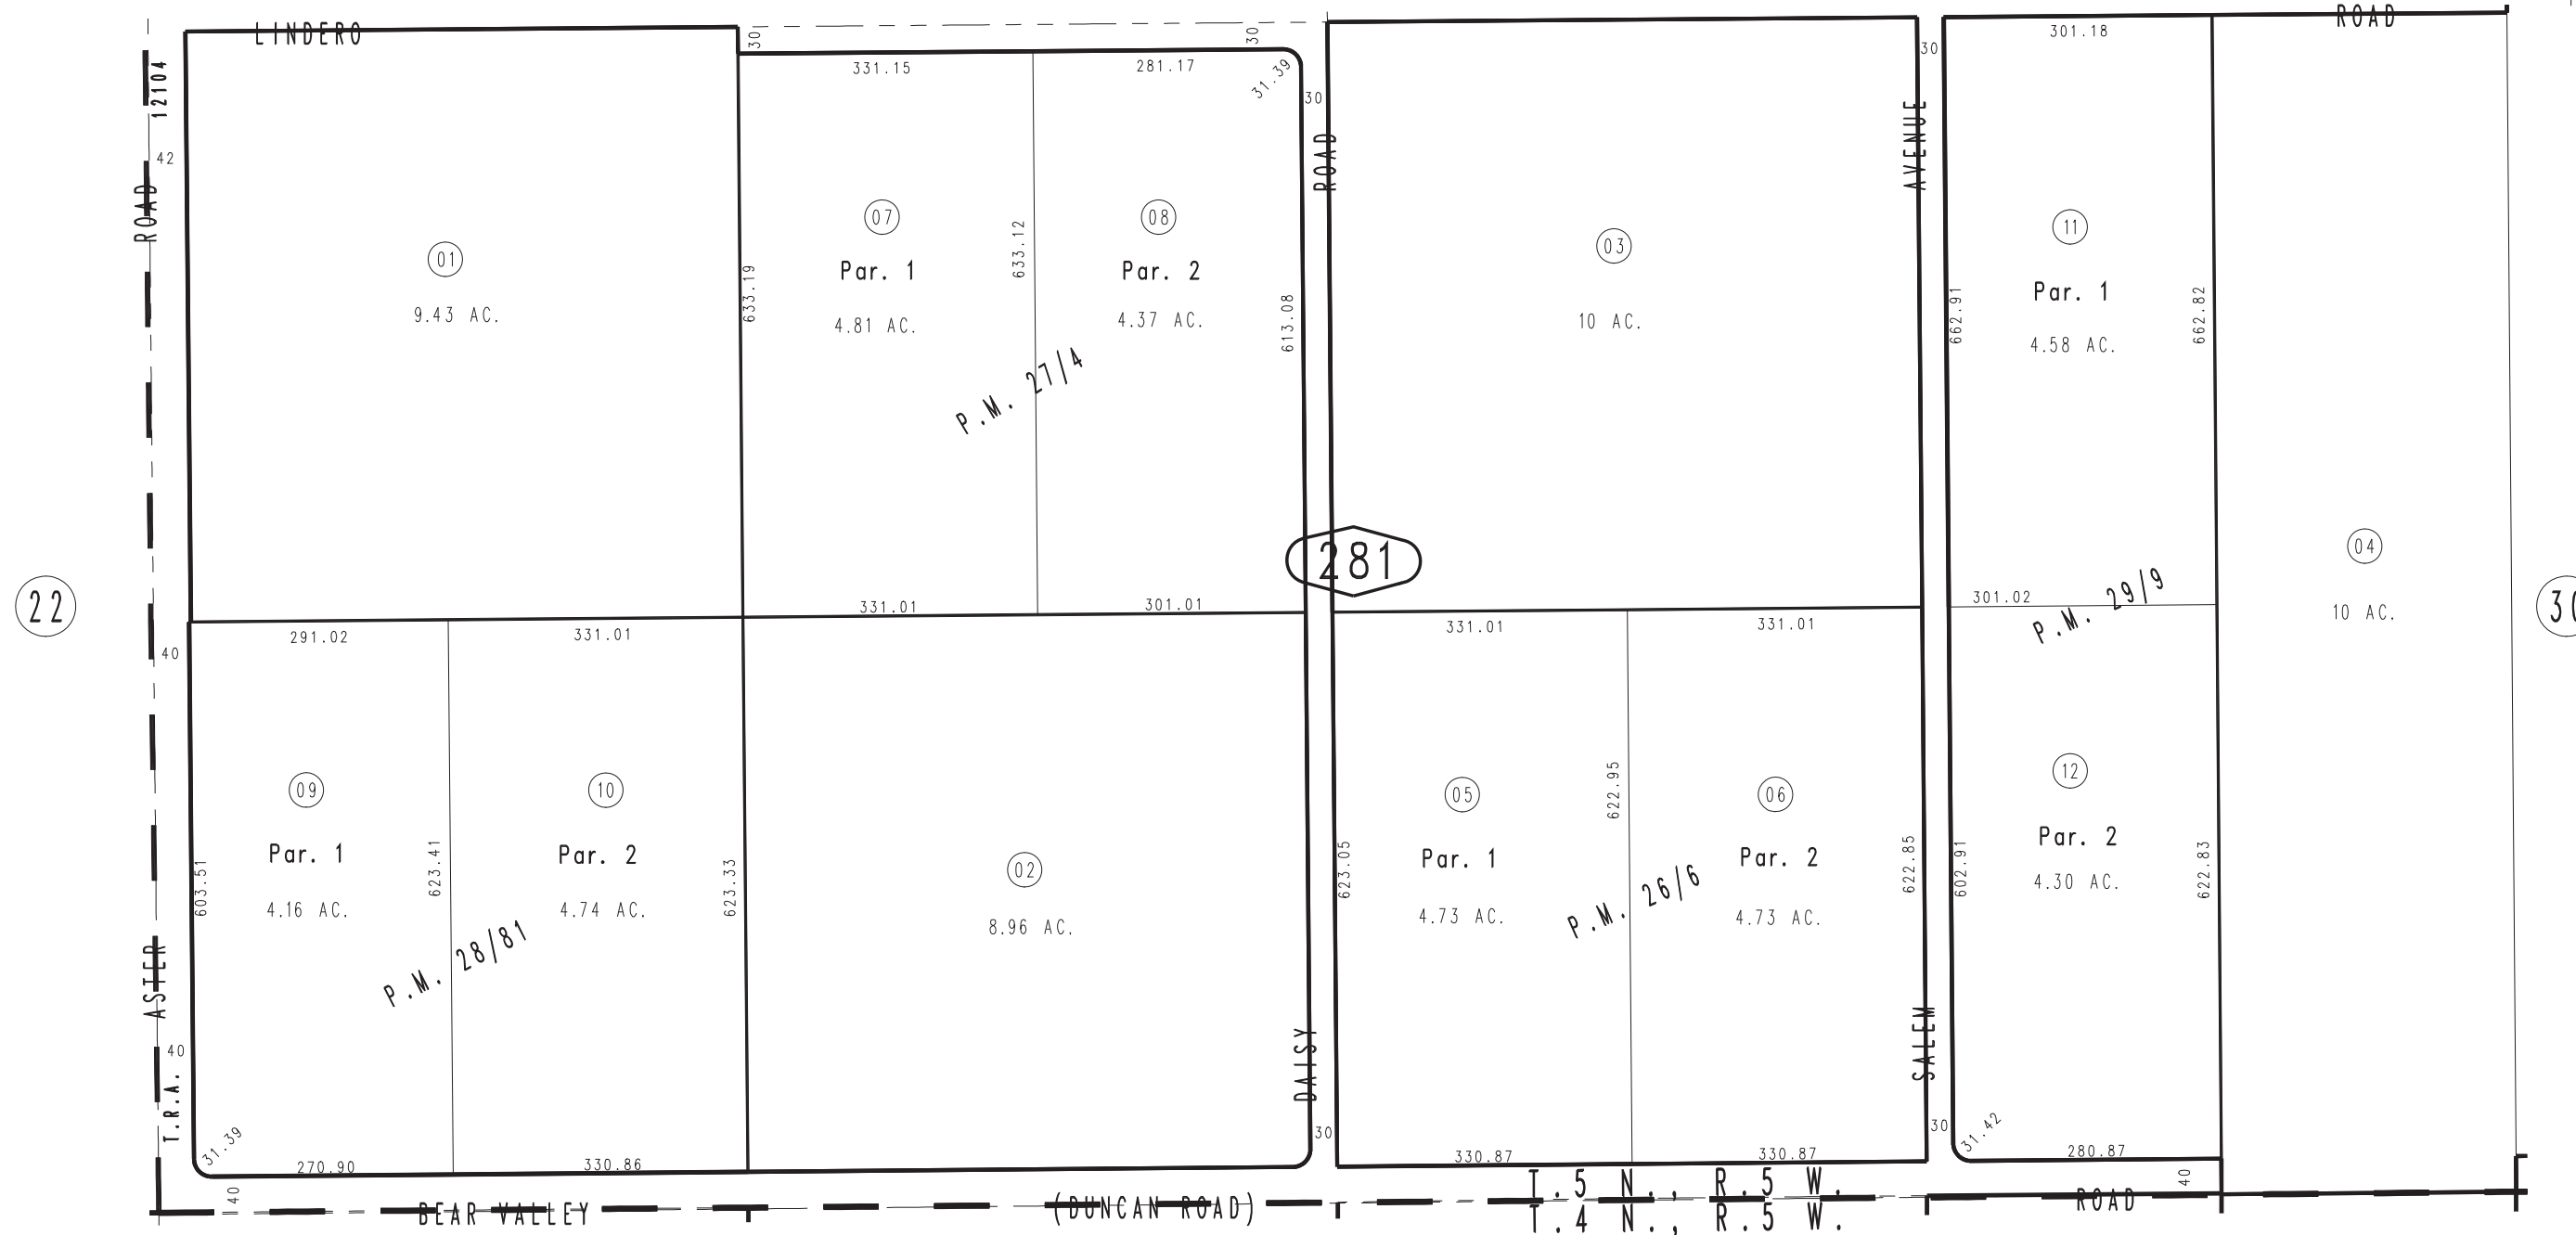 LINDERO
ROAD
30
30
30
301.18
331.15
281.17
31.39
30
12104
42
ROAD
ROAD
AVENUE
01
9.43 AC.
07
Par. 1
4.81 AC.
08
Par. 2
4.37 AC.
03
10 AC.
11
Par. 1
4.58 AC.
633.19
633.12
613.08
662.91
662.82
P.M. 27/4
281
22
04
10 AC.
P.M. 29/9
331.01
301.01
301.02
291.02
331.01
331.01
331.01
40
09
Par. 1
4.16 AC.
10
Par. 2
4.74 AC.
02
8.96 AC.
05
Par. 1
4.73 AC.
06
Par. 2
4.73 AC.
12
Par. 2
4.30 AC.
603.51
623.41
623.33
623.05
622.95
622.85
602.91
622.83
P.M. 28/81
P.M. 26/6
ASTER
DAISY
SALEM
40
T.R.A.
31.39
270.90
330.86
30
330.87
330.87
30
31.42
280.87
40
40
BEAR VALLEY
(DUNCAN ROAD)
T.5 N., R.5 W.
T.4 N., R.5 W.
ROAD